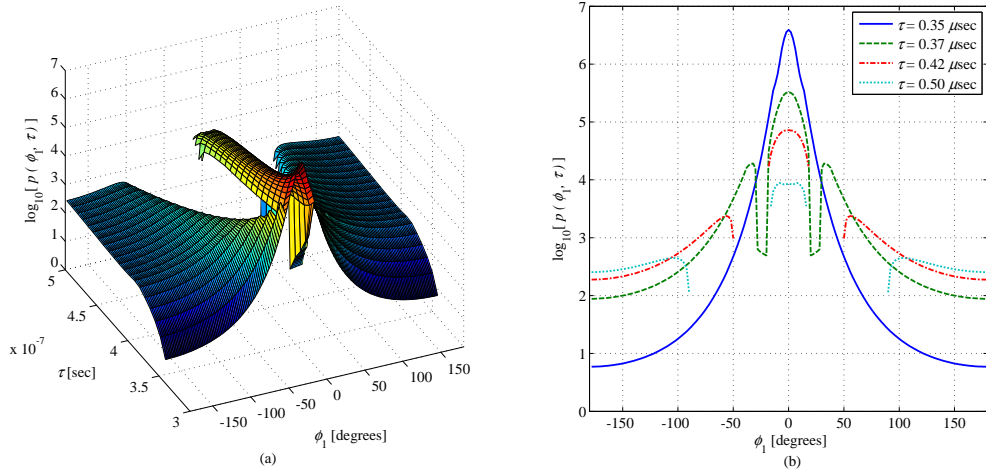 7
6
5
4
3
2
1
0
log10[ p ( ϕ1, τ ) ]
5
4.5
4
3.5
3
x 10-7
τ [sec]
-150
-100
-50
0
50
100
150
ϕ1 [degrees]
(a)
7
6
5
4
3
2
1
0
log10[ p ( ϕ1, τ ) ]
τ = 0.35 μsec
τ = 0.37 μsec
τ = 0.42 μsec
τ = 0.50 μsec
-150
-100
-50
0
50
100
150
ϕ1 [degrees]
(b)